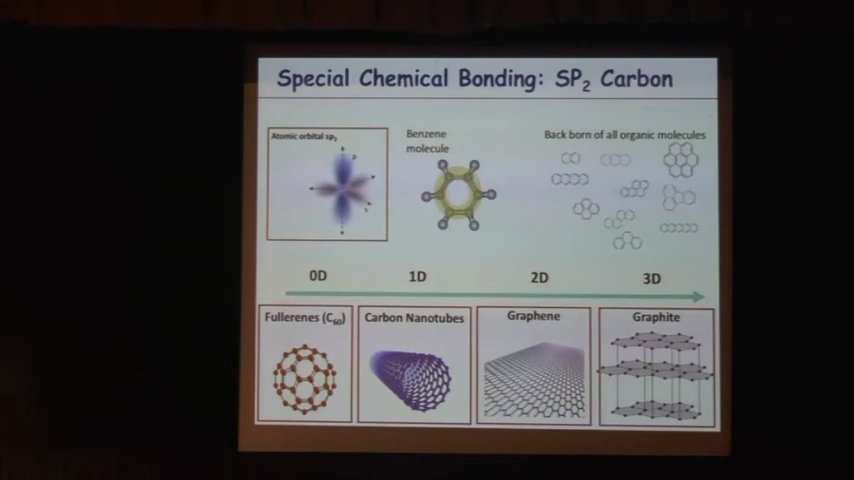 Special Chemical Bonding: SP₂ Carbon
Atomic orbital sp₂
Benzene
molecule
Back born of all organic molecules
0D 1D 2D 3D
Fullerenes (C₆₀) Carbon Nanotubes Graphene Graphite